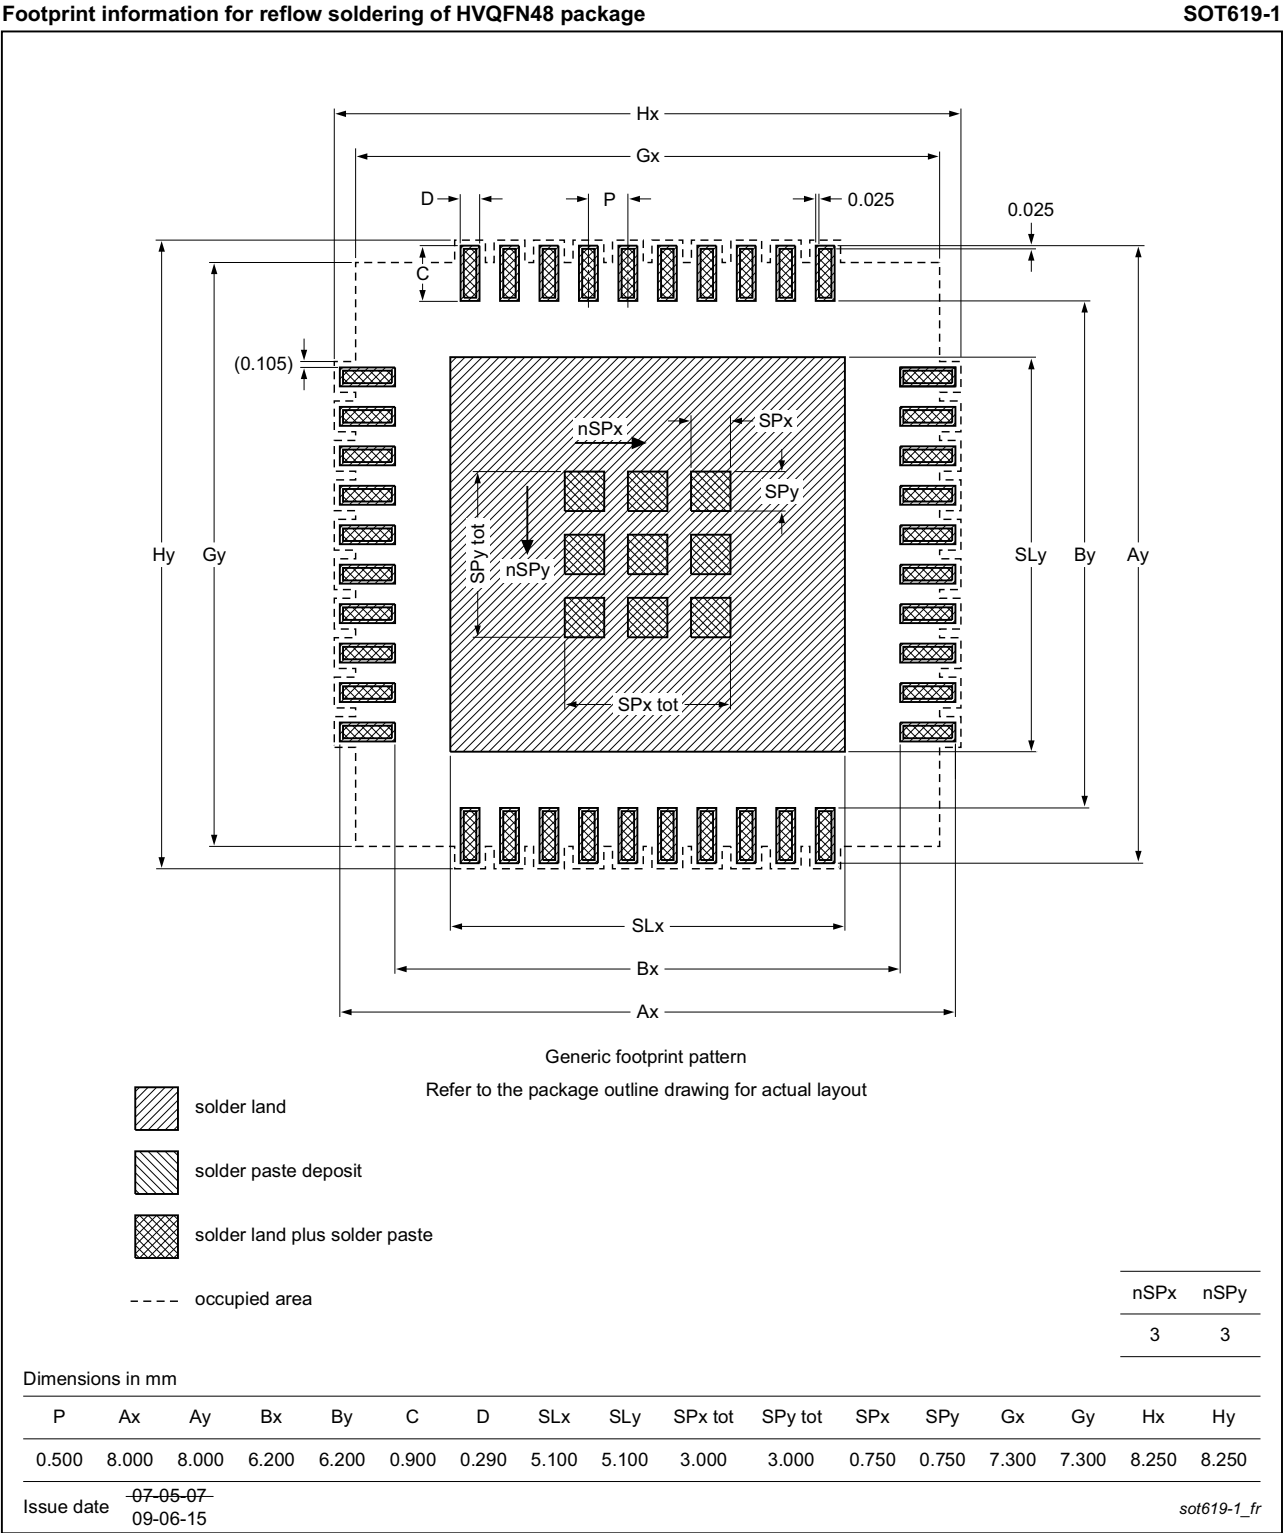 Footprint information for reflow soldering of HVQFN48 package SOT619-1
Hx
Gx
D P 0.025
0.025
C
(0.105)
nSPx SPx
SPy
SPy tot
nSPy
Hy Gy SLy By Ay
SPx tot
SLx
Bx
Ax
Generic footprint pattern
Refer to the package outline drawing for actual layout
solder land
solder paste deposit
solder land plus solder paste
occupied area
nSPx nSPy
3 3
Dimensions in mm
P Ax Ay Bx By C D SLx SLy SPx tot SPy tot SPx SPy Gx Gy Hx Hy
0.500 8.000 8.000 6.200 6.200 0.900 0.290 5.100 5.100 3.000 3.000 0.750 0.750 7.300 7.300 8.250 8.250
Issue date 07-05-07
09-06-15
sot619-1_fr